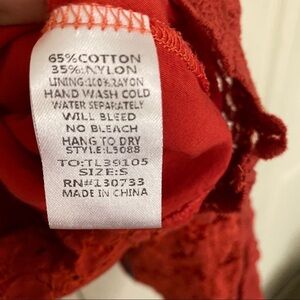 65%COTTON
35%NYLON
LINING:100%RAYON
HAND WASH COLD
WATER SEPARATELY
WILL BLEED
NO BLEACH
HANG TO DRY
STYLE:L5088
TO:TL39105
SIZE:S
RN#130733
MADE IN CHINA